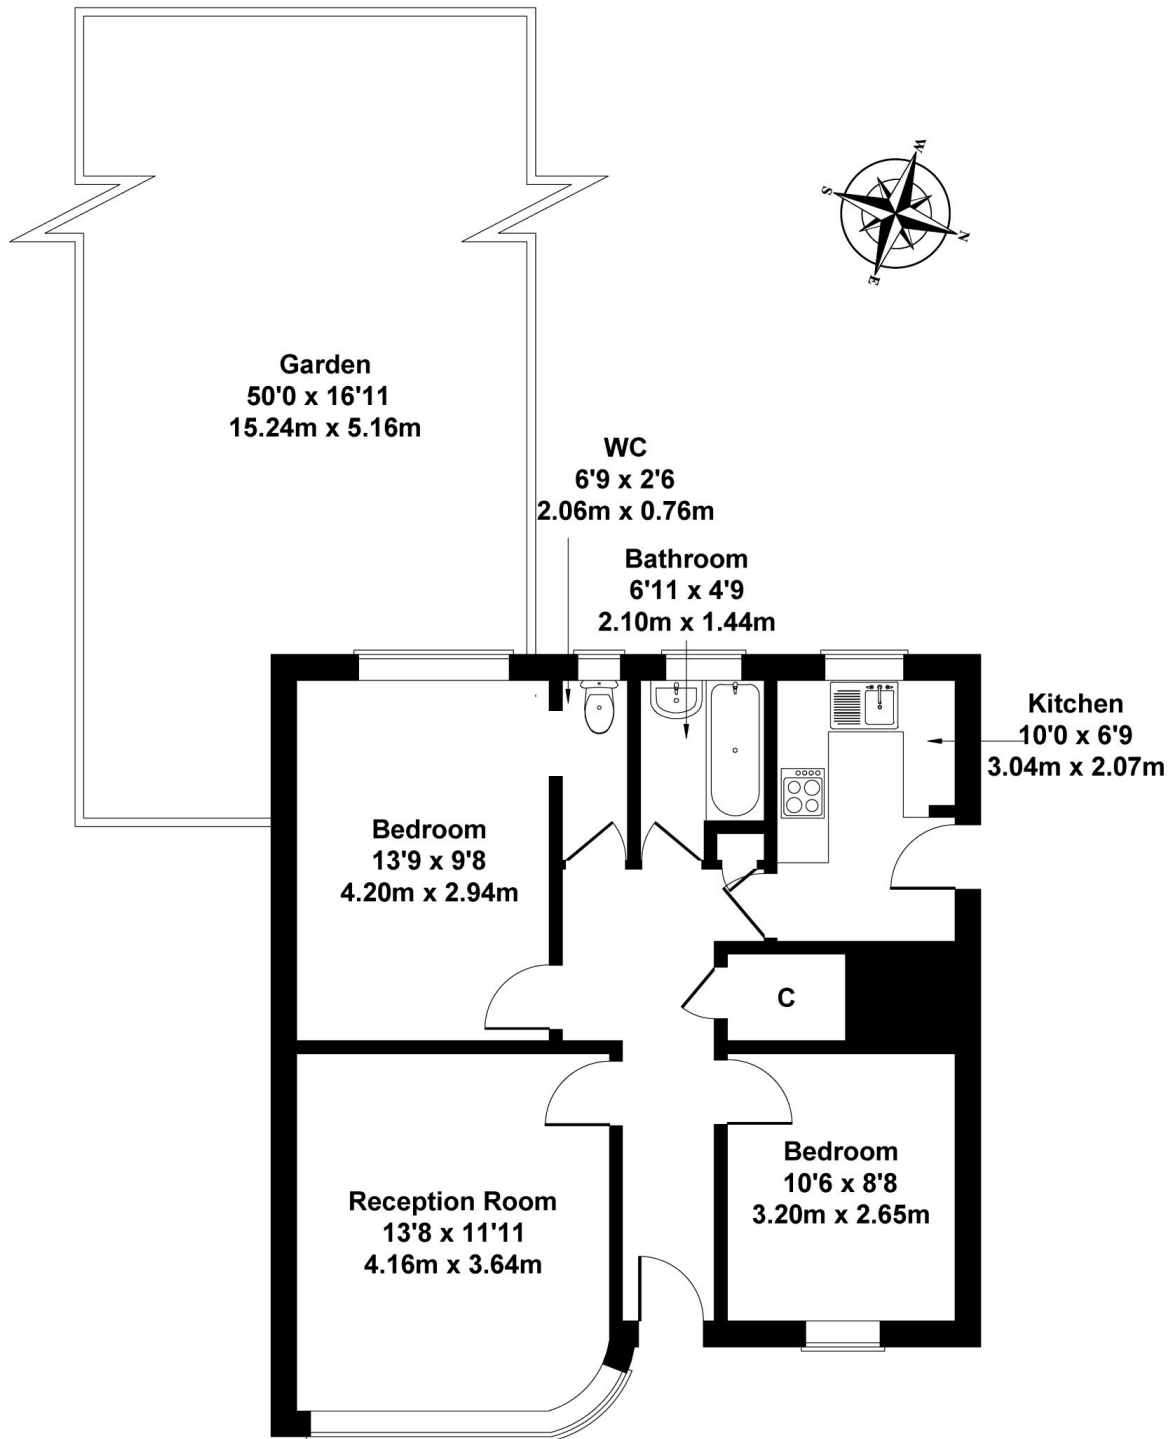 W
S
N
E
Garden
50'0 x 16'11
15.24m x 5.16m
WC
6'9 x 2'6
2.06m x 0.76m
Bathroom
6'11 x 4'9
2.10m x 1.44m
Kitchen
10'0 x 6'9
3.04m x 2.07m
Bedroom
13'9 x 9'8
4.20m x 2.94m
C
Bedroom
10'6 x 8'8
3.20m x 2.65m
Reception Room
13'8 x 11'11
4.16m x 3.64m